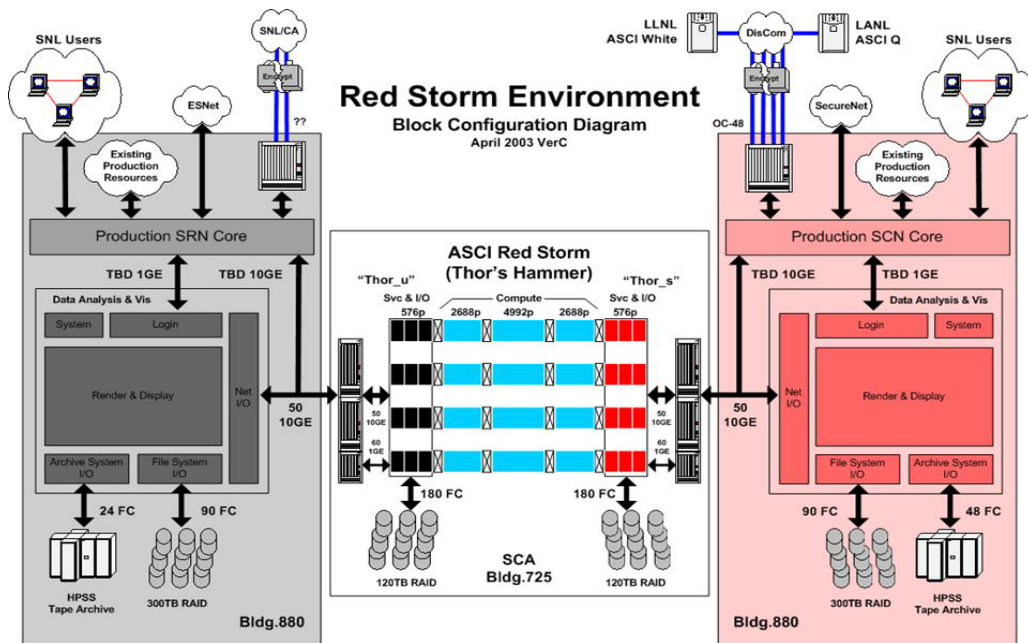 Red Storm Environment
Block Configuration Diagram
April 2003 VerC
SNL Users
SNL/CA
Encrypt
ESNet
??
Existing
Production
Resources
Production SRN Core
TBD 1GE
TBD 10GE
Data Analysis & Vis
System
Login
Render & Display
Net
I/O
Archive System
I/O
File System
I/O
50
10GE
24 FC
90 FC
HPSS
Tape Archive
300TB RAID
Bldg.880
ASCI Red Storm
(Thor's Hammer)
"Thor_u"
"Thor_s"
Svc & I/O
Compute
Svc & I/O
576p
2688p
4992p
2688p
576p
50
10GE
60
1GE
50
10GE
60
1GE
180 FC
180 FC
120TB RAID
SCA
Bldg.725
120TB RAID
LLNL
ASCI White
DisCom
LANL
ASCI Q
Encrypt
OC-48
SecureNet
SNL Users
Existing
Production
Resources
Production SCN Core
TBD 10GE
TBD 1GE
Data Analysis & Vis
Login
System
Net
I/O
Render & Display
File System
I/O
Archive System
I/O
50
10GE
90 FC
48 FC
300TB RAID
HPSS
Tape Archive
Bldg.880